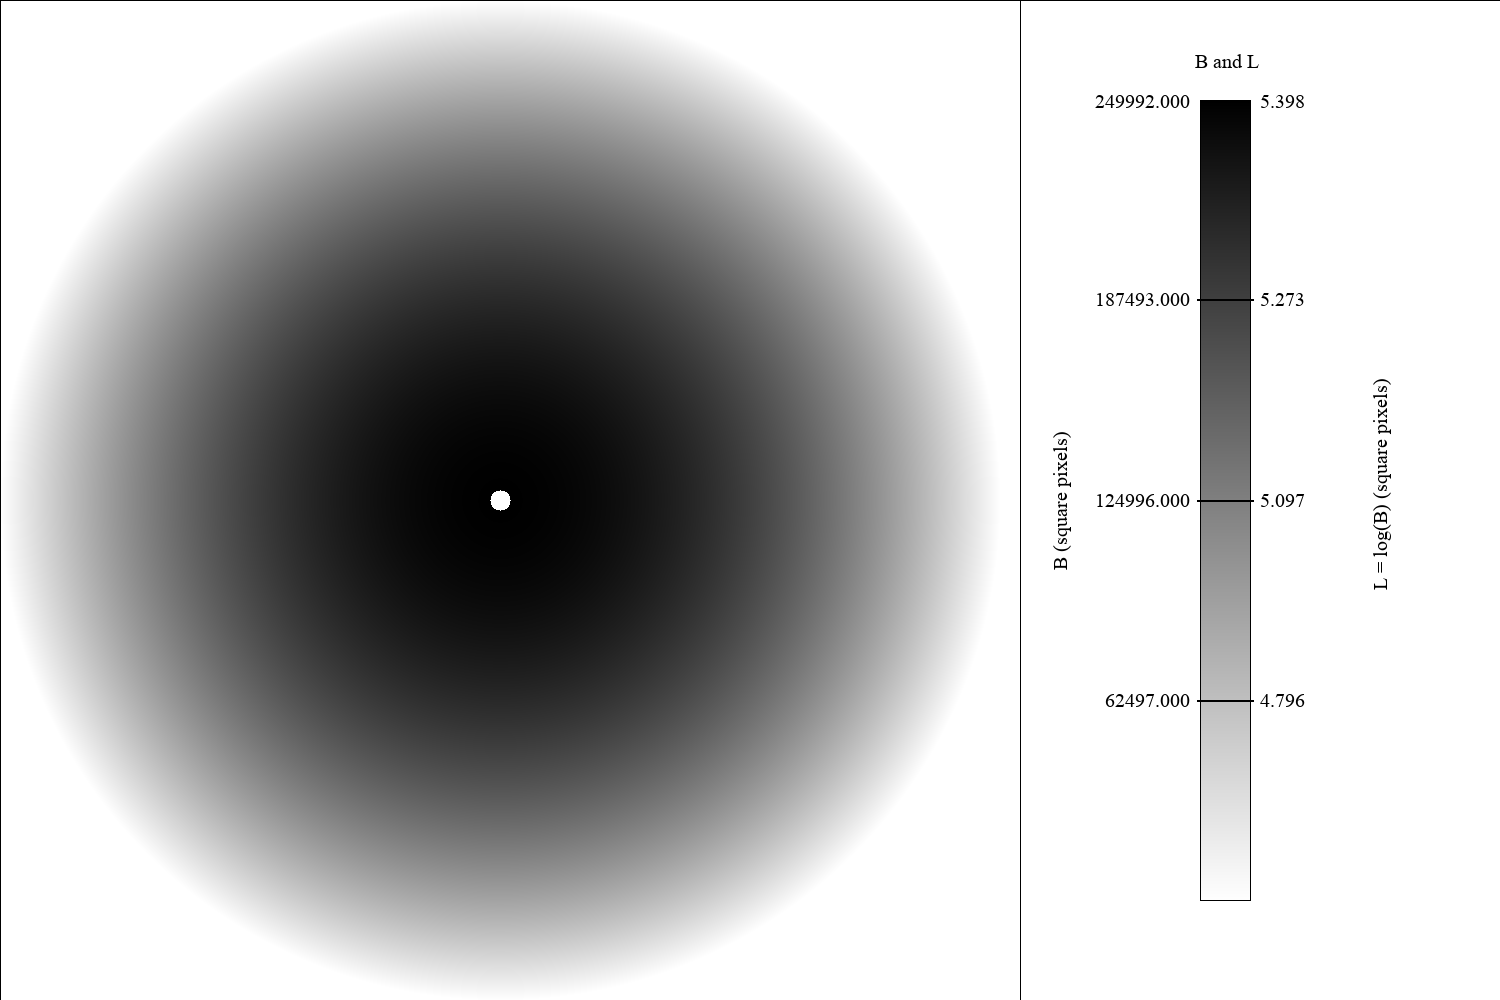 B and L
249992.000 5.398
187493.000 5.273
124996.000 5.097
62497.000 4.796
B (square pixels)
L = log(B) (square pixels)